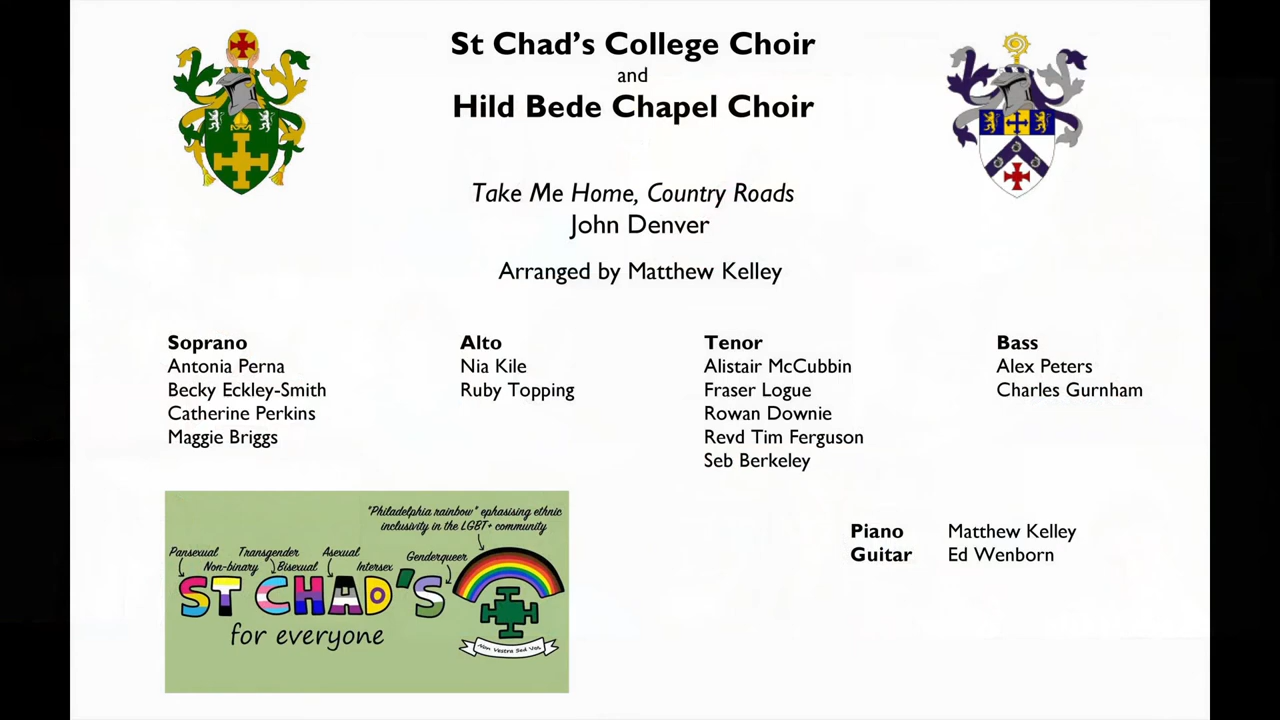 St Chad's College Choir
and
Hild Bede Chapel Choir
Take Me Home, Country Roads
John Denver
Arranged by Matthew Kelley
Soprano
Antonia Perna
Becky Eckley-Smith
Catherine Perkins
Maggie Briggs
Alto
Nia Kile
Ruby Topping
Tenor
Alistair McCubbin
Fraser Logue
Rowan Downie
Revd Tim Ferguson
Seb Berkeley
Bass
Alex Peters
Charles Gurnham
"Philadelphia rainbow" ephasising ethnic
inclusivity in the LGBT+ community
Pansexual
Transgender
Asexual
Genderqueer
Non-binary
Bisexual
Intersex
ST CHAD'S
for everyone
Non Vestra Sed Vos
Piano Matthew Kelley
Guitar Ed Wenborn